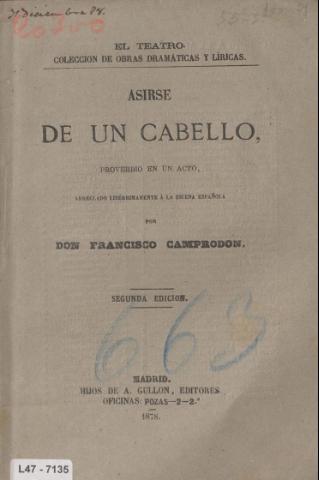 EL TEATRO.
COLECCION DE OBRAS DRAMÁTICAS Y LÍRICAS.
ASIRSE
DE UN CABELLO,
PROVERBIO EN UN ACTO,
ARREGLADO LIBÉRRIMAMENTE Á LA ESCENA ESPAÑOLA
POR
DON FRANCISCO CAMPRODON.
SEGUNDA EDICION.
663
MADRID.
HIJOS DE A. GULLON, EDITORES.
OFICINAS: POZAS—2—2.º
1878.
L47 - 7135